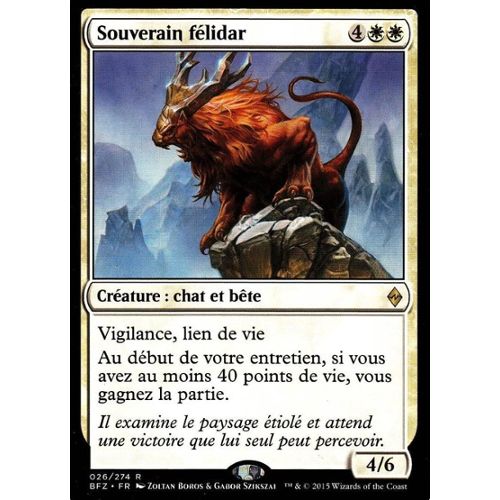 Souverain félidar 4
Créature : chat et bête
Vigilance, lien de vie
Au début de votre entretien, si vous
avez au moins 40 points de vie, vous
gagnez la partie.
Il examine le paysage étiolé et attend
une victoire que lui seul peut percevoir.
4/6
026/274 R
BFZ • FR Zoltan Boros & Gabor Szikszai ™ & © 2015 Wizards of the Coast